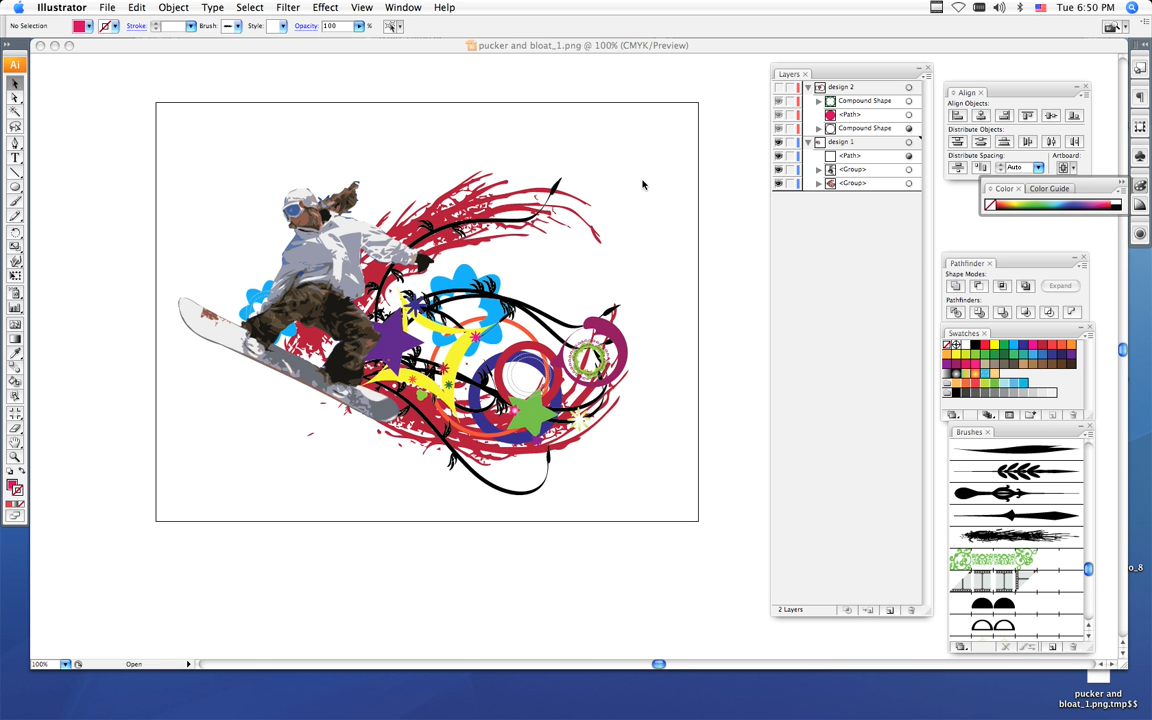 Illustrator File Edit Object Type Select Filter Effect View Window Help Tue 6:50 PM
No Selection Stroke: Brush: Style: Opacity: 100 %
pucker and bloat_1.png @ 100% (CMYK/Preview)
Ai
Layers
design 2
Compound Shape
<Path>
Compound Shape
design 1
<Path>
<Group>
<Group>
2 Layers
Align
Align Objects:
Distribute Objects:
Distribute Spacing: Artboard:
Auto
Color Color Guide
Pathfinder
Shape Modes:
Expand
Pathfinders:
Swatches
Brushes
o_8
100% Open
pucker and
bloat_1.png.tmp$$